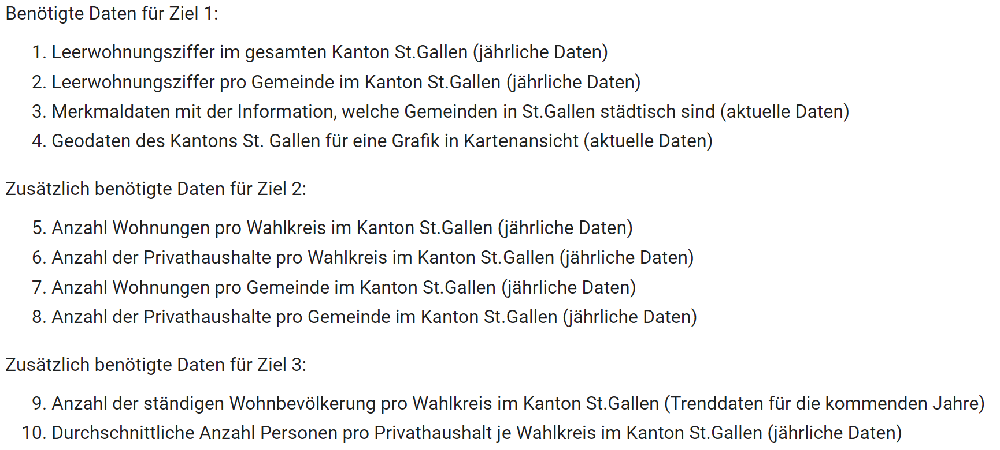 Benötigte Daten für Ziel 1:
1. Leerwohnungsziffer im gesamten Kanton St.Gallen (jährliche Daten)
2. Leerwohnungsziffer pro Gemeinde im Kanton St.Gallen (jährliche Daten)
3. Merkmaldaten mit der Information, welche Gemeinden in St.Gallen städtisch sind (aktuelle Daten)
4. Geodaten des Kantons St. Gallen für eine Grafik in Kartenansicht (aktuelle Daten)
Zusätzlich benötigte Daten für Ziel 2:
5. Anzahl Wohnungen pro Wahlkreis im Kanton St.Gallen (jährliche Daten)
6. Anzahl der Privathaushalte pro Wahlkreis im Kanton St.Gallen (jährliche Daten)
7. Anzahl Wohnungen pro Gemeinde im Kanton St.Gallen (jährliche Daten)
8. Anzahl der Privathaushalte pro Gemeinde im Kanton St.Gallen (jährliche Daten)
Zusätzlich benötigte Daten für Ziel 3:
9. Anzahl der ständigen Wohnbevölkerung pro Wahlkreis im Kanton St.Gallen (Trenddaten für die kommenden Jahre)
10. Durchschnittliche Anzahl Personen pro Privathaushalt je Wahlkreis im Kanton St.Gallen (jährliche Daten)